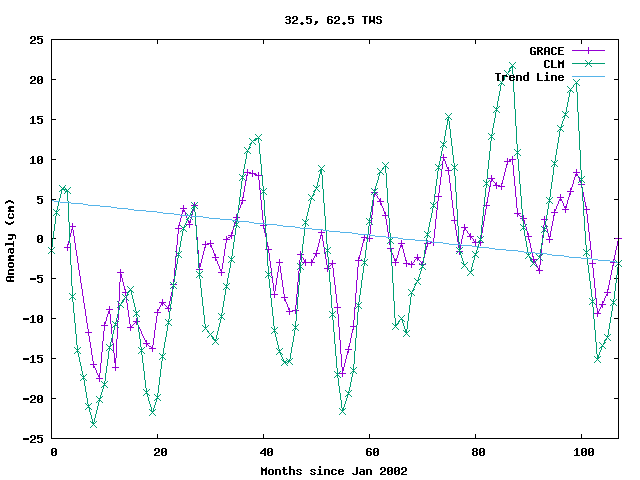 32.5, 62.5 TWS
GRACE
CLM
Trend Line
Anomaly (cm)
25
20
15
10
5
0
-5
-10
-15
-20
-25
0 20 40 60 80 100
Months since Jan 2002